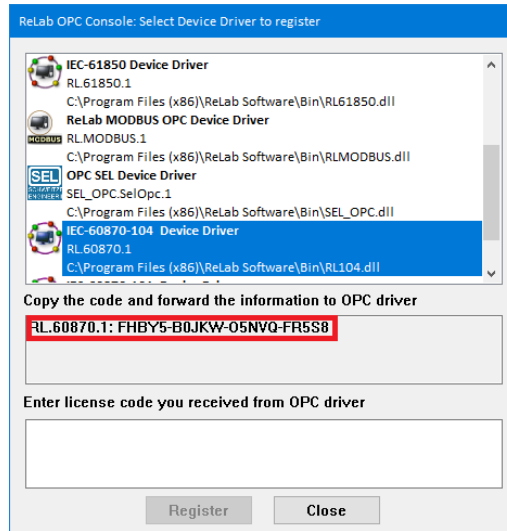 ReLab OPC Console: Select Device Driver to register
IEC-61850 Device Driver
RL.61850.1
C:\Program Files (x86)\ReLab Software\Bin\RL61850.dll
ReLab MODBUS OPC Device Driver
MODBUS RL.MODBUS.1
C:\Program Files (x86)\ReLab Software\Bin\RLMODBUS.dll
SEL OPC SEL Device Driver
SEL_OPC.SelOpc.1
C:\Program Files (x86)\ReLab Software\Bin\SEL_OPC.dll
IEC-60870-104 Device Driver
RL.60870.1
C:\Program Files (x86)\ReLab Software\Bin\RL104.dll
Copy the code and forward the information to OPC driver
RL.60870.1: FHBY5-B0JKW-O5NVQ-FR5S8
Enter license code you received from OPC driver
Register Close